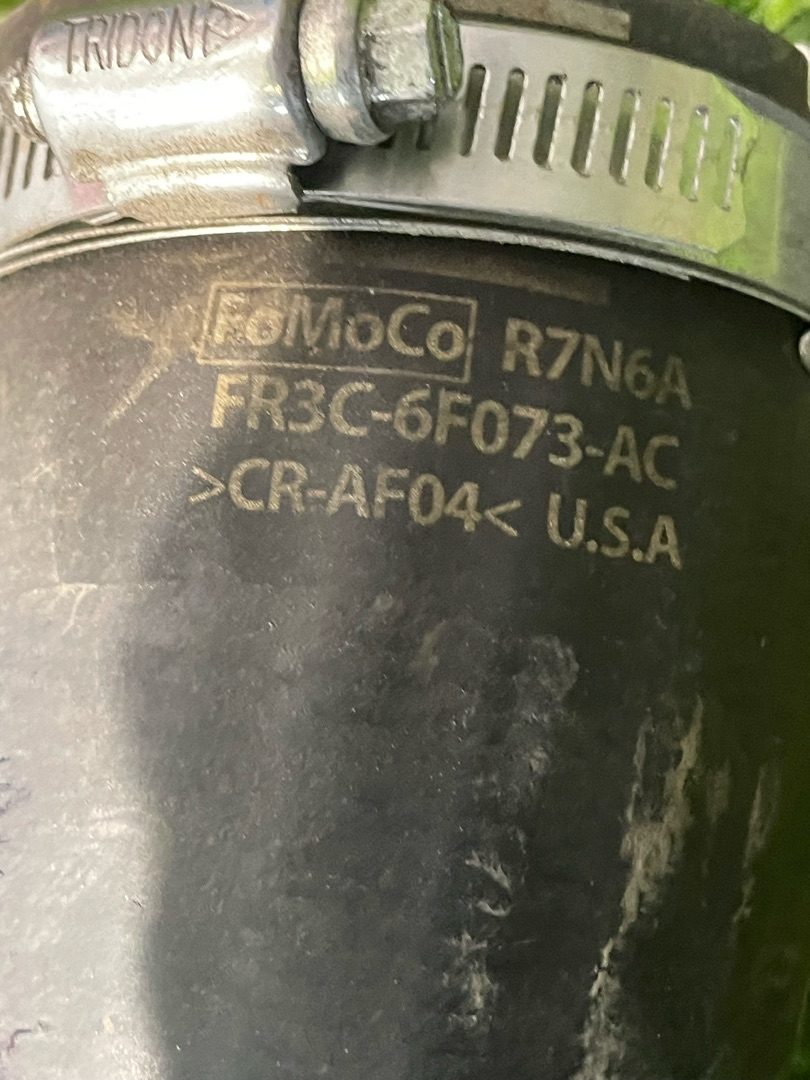 TRIDON
FoMoCo R7N6A
FR3C-6F073-AC
>CR-AF04< U.S.A